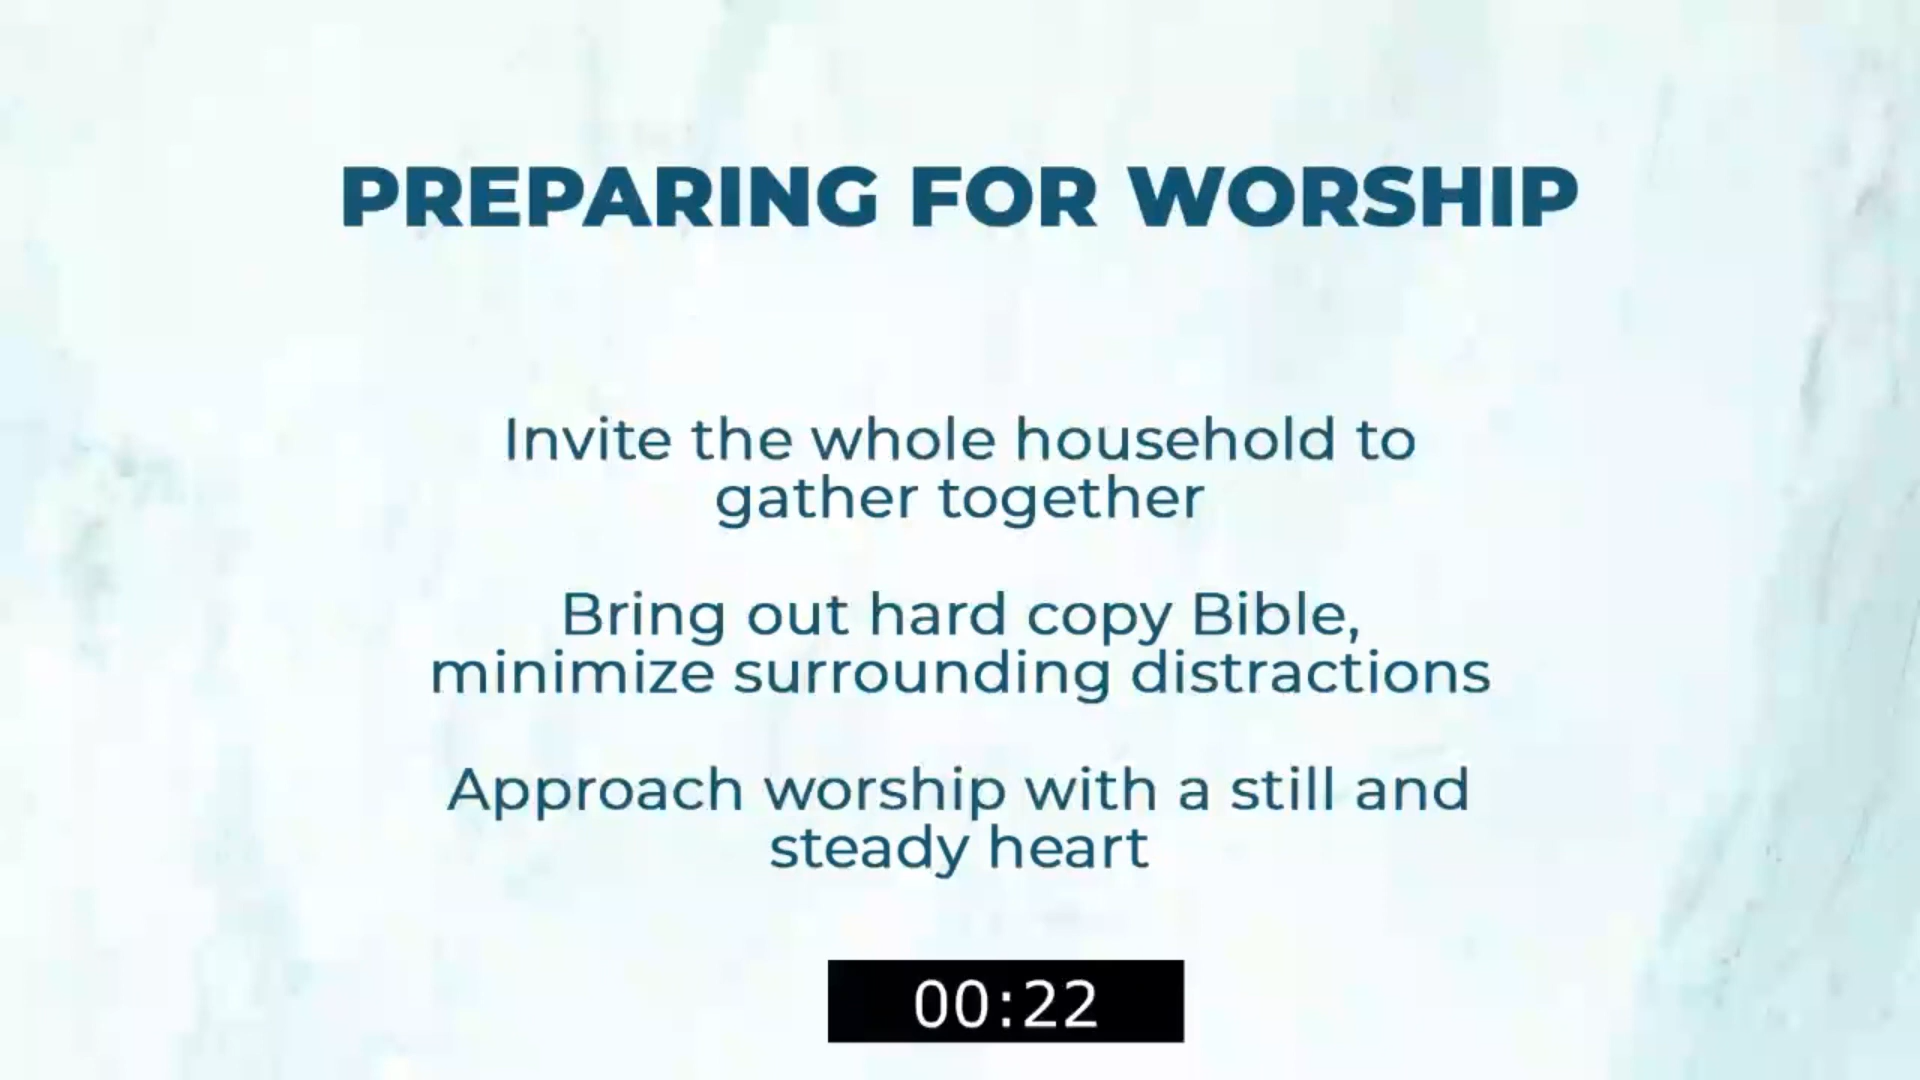 PREPARING FOR WORSHIP
Invite the whole household to
gather together
Bring out hard copy Bible,
minimize surrounding distractions
Approach worship with a still and
steady heart
00:22